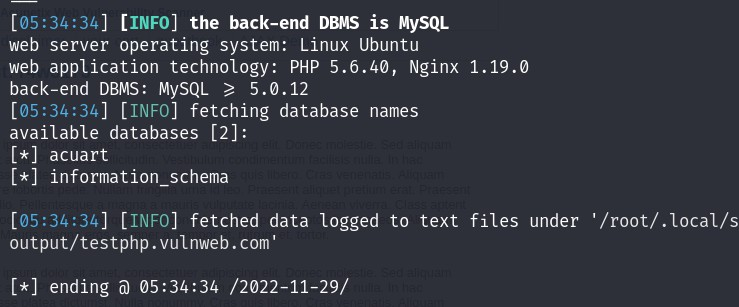 [05:34:34] [INFO] the back-end DBMS is MySQL
web server operating system: Linux Ubuntu
web application technology: PHP 5.6.40, Nginx 1.19.0
back-end DBMS: MySQL ⩾ 5.0.12
[05:34:34] [INFO] fetching database names
available databases [2]:
[*] acuart
[*] information_schema
[05:34:34] [INFO] fetched data logged to text files under '/root/.local/s
output/testphp.vulnweb.com'
[*] ending @ 05:34:34 /2022-11-29/